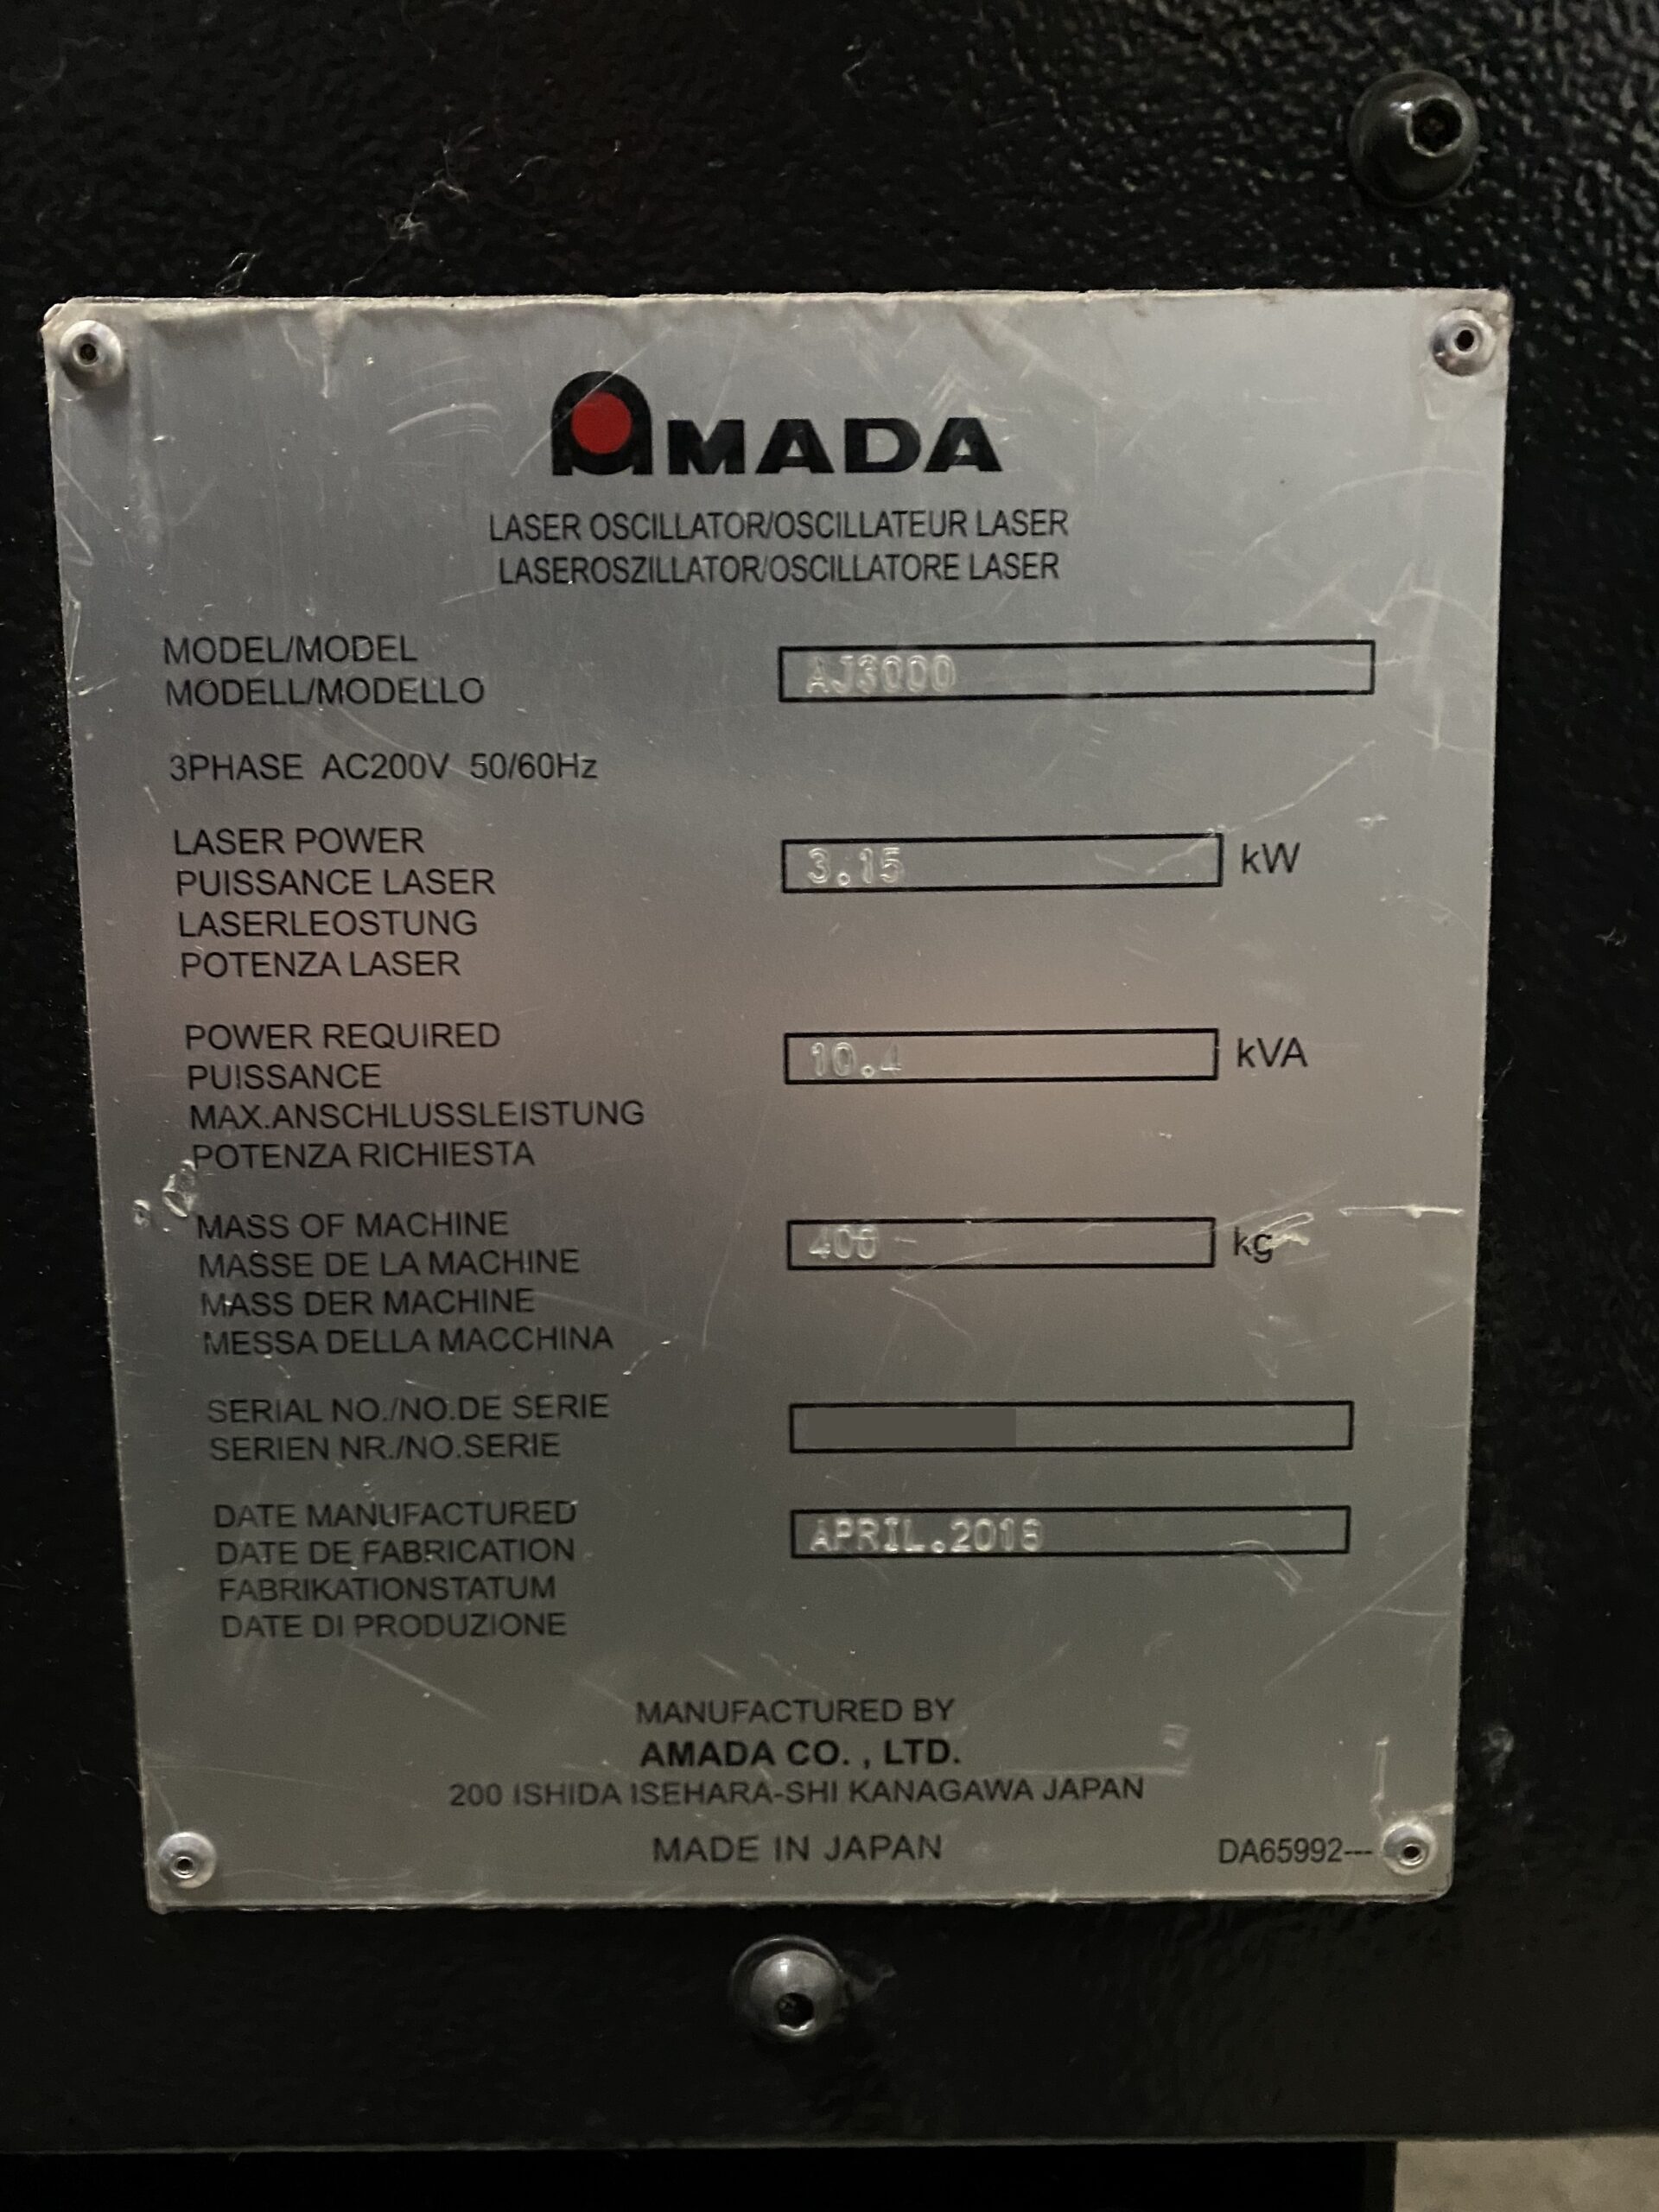 AMADA
LASER OSCILLATOR/OSCILLATEUR LASER
LASEROSZILLATOR/OSCILLATORE LASER
MODEL/MODEL
MODELL/MODELLO
AJ3000
3PHASE AC200V 50/60Hz
LASER POWER
PUISSANCE LASER
LASERLEOSTUNG
POTENZA LASER
3.15 kW
POWER REQUIRED
PUISSANCE
MAX.ANSCHLUSSLEISTUNG
POTENZA RICHIESTA
10.4 kVA
MASS OF MACHINE
MASSE DE LA MACHINE
MASS DER MACHINE
MESSA DELLA MACCHINA
400 kg
SERIAL NO./NO.DE SERIE
SERIEN NR./NO.SERIE
DATE MANUFACTURED
DATE DE FABRICATION
FABRIKATIONSTATUM
DATE DI PRODUZIONE
APRIL.2018
MANUFACTURED BY
AMADA CO. , LTD.
200 ISHIDA ISEHARA-SHI KANAGAWA JAPAN
MADE IN JAPAN
DA65992---